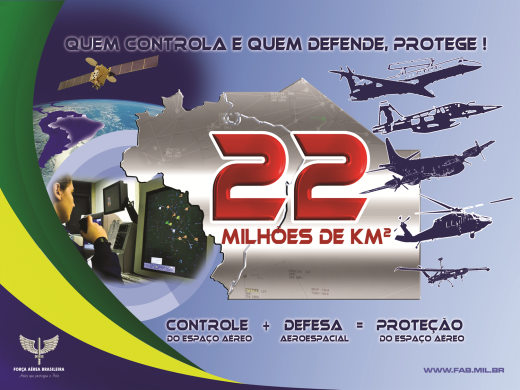 QUEM CONTROLA E QUEM DEFENDE, PROTEGE !
22
MILHÕES DE KM²
CONTROLE + DEFESA = PROTEÇÃO
DO ESPAÇO AÉREO AEROESPACIAL DO ESPAÇO AÉREO
FORÇA AÉREA BRASILEIRA
WWW.FAB.MIL.BR